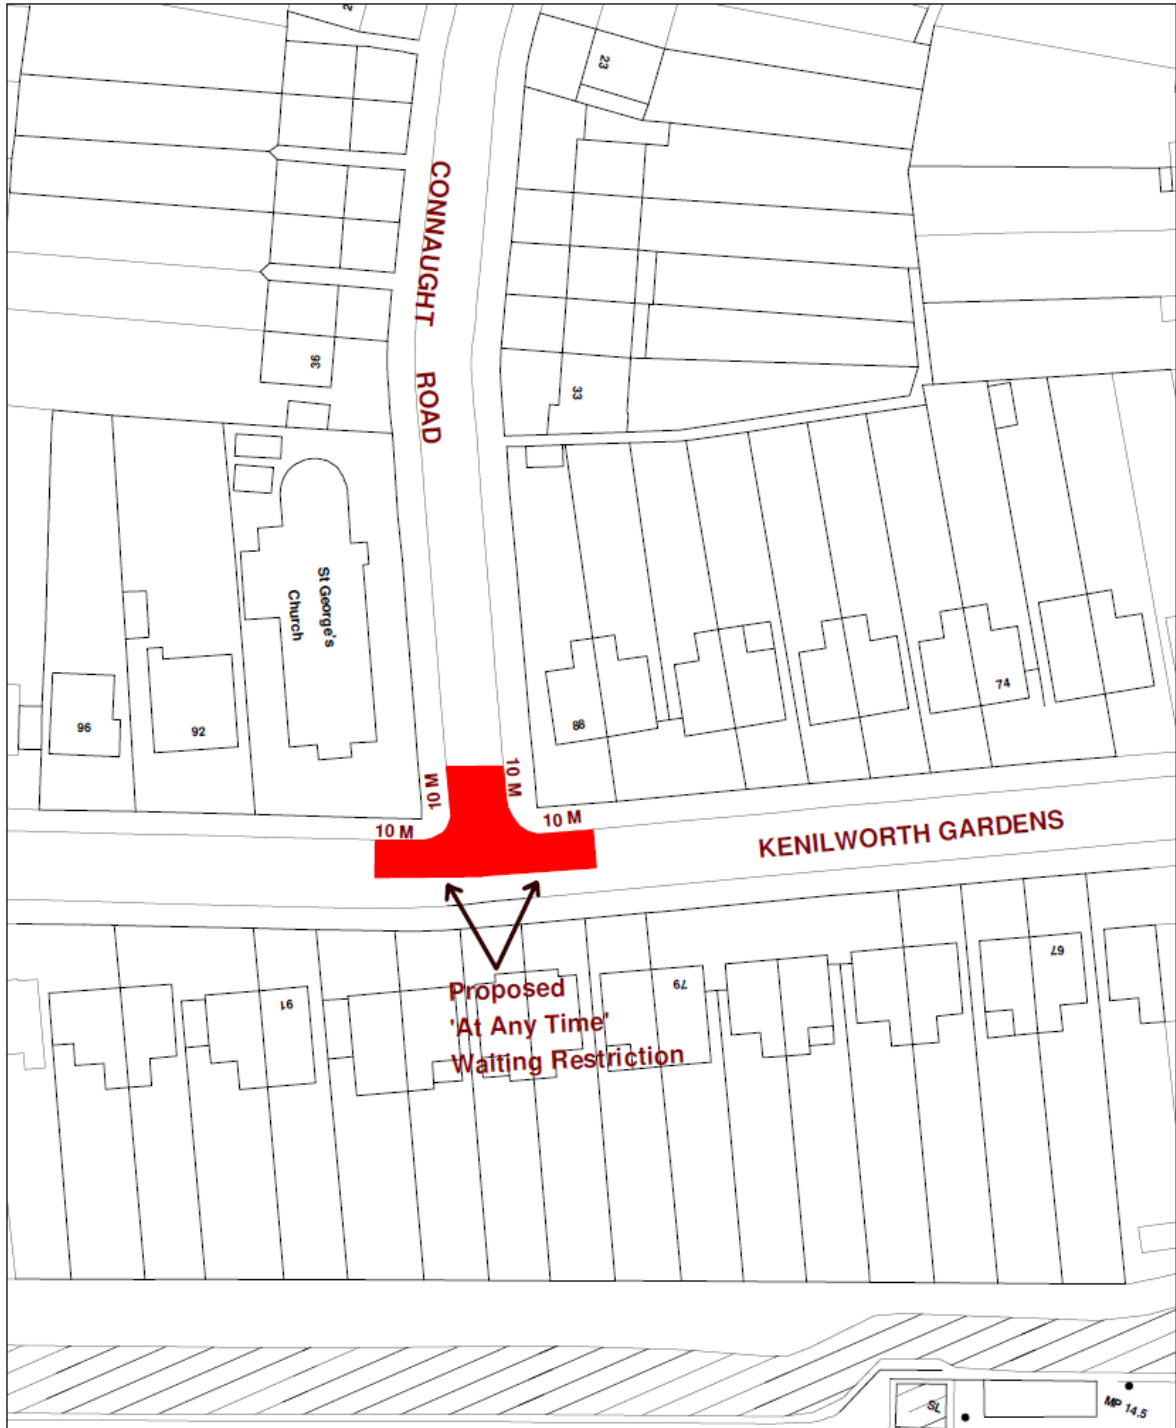 23
CONNAUGHT ROAD
36
33
St George's
Church
96
92
88
74
10 M
10 M
10 M
10 M
KENILWORTH GARDENS
67
79
91
Proposed
'At Any Time'
Waiting Restriction
SL
MP 14.5